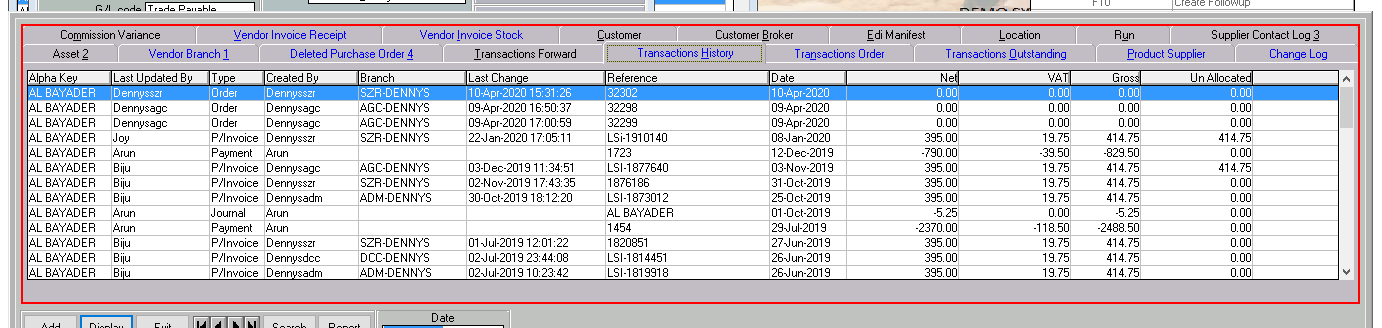 G/L code Trade Payable
DEMO SY
F10 Create Followup
Commission Variance Vendor Invoice Receipt Vendor Invoice Stock Customer Customer Broker Edi Manifest Location Run Supplier Contact Log 3
Asset 2 Vendor Branch 1 Deleted Purchase Order 4 Transactions Forward Transactions History Transactions Order Transactions Outstanding Product Supplier Change Log
Alpha Key Last Updated By Type Created By Branch Last Change Reference Date Net VAT Gross Un Allocated
AL BAYADER Dennysszr Order Dennysszr SZR-DENNYS 10-Apr-2020 15:31:26 32302 10-Apr-2020 0.00 0.00 0.00 0.00
AL BAYADER Dennysagc Order Dennysagc AGC-DENNYS 09-Apr-2020 16:50:37 32298 09-Apr-2020 0.00 0.00 0.00 0.00
AL BAYADER Dennysagc Order Dennysagc AGC-DENNYS 09-Apr-2020 17:00:59 32299 09-Apr-2020 0.00 0.00 0.00 0.00
AL BAYADER Joy P/Invoice Dennysszr SZR-DENNYS 22-Jan-2020 17:05:11 LSi-1910140 08-Jan-2020 395.00 19.75 414.75 414.75
AL BAYADER Arun Payment Arun 1723 12-Dec-2019 -790.00 -39.50 -829.50 0.00
AL BAYADER Biju P/Invoice Dennysagc AGC-DENNYS 03-Dec-2019 11:34:51 LSI-1877640 03-Nov-2019 395.00 19.75 414.75 414.75
AL BAYADER Biju P/Invoice Dennysszr SZR-DENNYS 02-Nov-2019 17:43:35 1876186 31-Oct-2019 395.00 19.75 414.75 0.00
AL BAYADER Biju P/Invoice Dennysadm ADM-DENNYS 30-Oct-2019 18:12:20 LSI-1873012 25-Oct-2019 395.00 19.75 414.75 0.00
AL BAYADER Arun Journal Arun AL BAYADER 01-Oct-2019 -5.25 0.00 -5.25 0.00
AL BAYADER Arun Payment Arun 1454 29-Jul-2019 -2370.00 -118.50 -2488.50 0.00
AL BAYADER Biju P/Invoice Dennysszr SZR-DENNYS 01-Jul-2019 12:01:22 1820851 27-Jun-2019 395.00 19.75 414.75 0.00
AL BAYADER Biju P/Invoice Dennysdcc DCC-DENNYS 02-Jul-2019 23:44:08 LSI-1814451 26-Jun-2019 395.00 19.75 414.75 0.00
AL BAYADER Biju P/Invoice Dennysadm ADM-DENNYS 02-Jul-2019 10:23:42 LSI-1819918 26-Jun-2019 395.00 19.75 414.75 0.00
Date
Add Display Exit Search Report